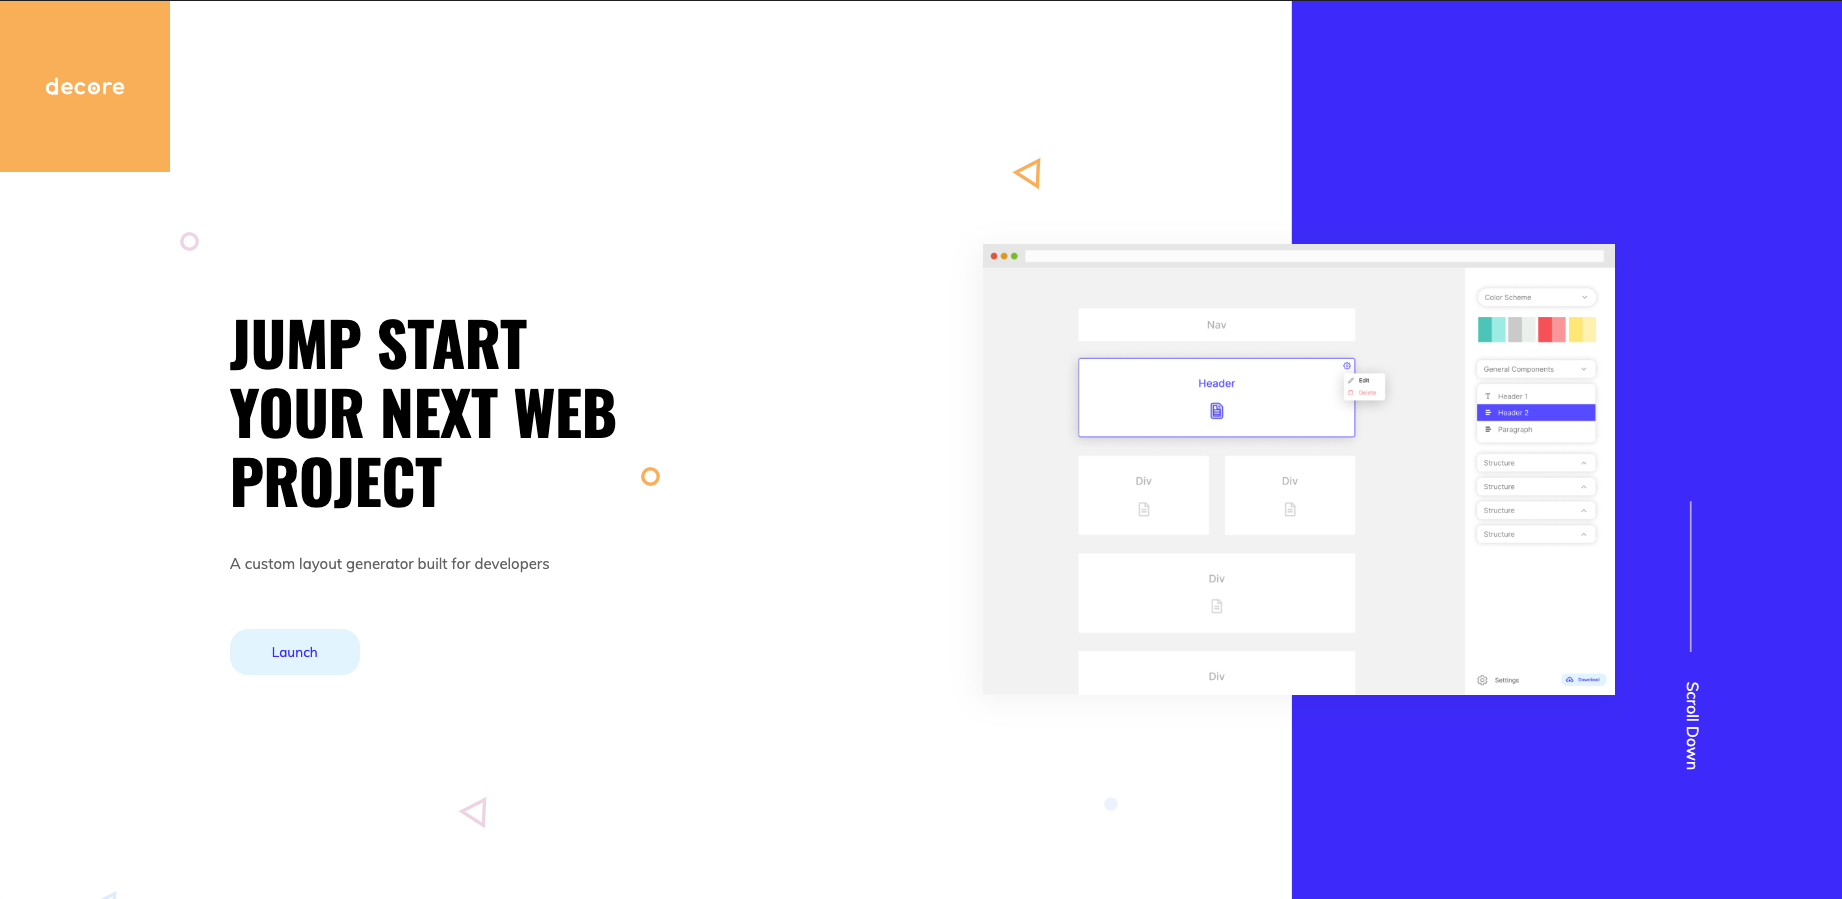 decore
JUMP START
YOUR NEXT WEB
PROJECT
A custom layout generator built for developers
Launch
Nav
Header
Edit
Delete
Div
Div
Div
Div
Color Scheme
General Components
Header 1
Header 2
Paragraph
Structure
Structure
Structure
Structure
Settings
Download
Scroll Down